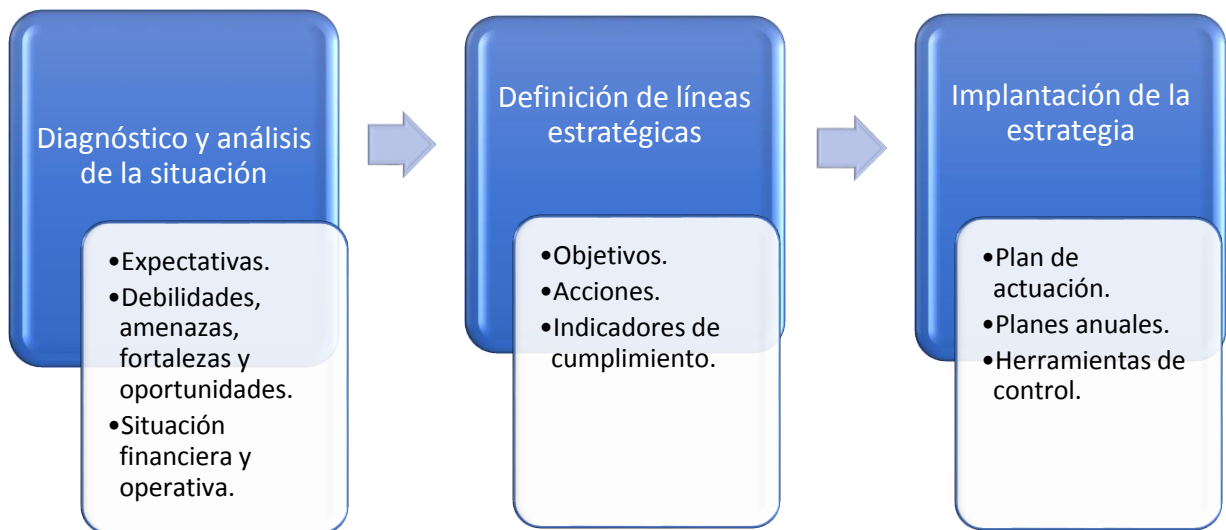 Diagnóstico y análisis
de la situación
•Expectativas.
•Debilidades,
amenazas,
fortalezas y
oportunidades.
•Situación
financiera y
operativa.
Definición de líneas
estratégicas
•Objetivos.
•Acciones.
•Indicadores de
cumplimiento.
Implantación de la
estrategia
•Plan de
actuación.
•Planes anuales.
•Herramientas de
control.